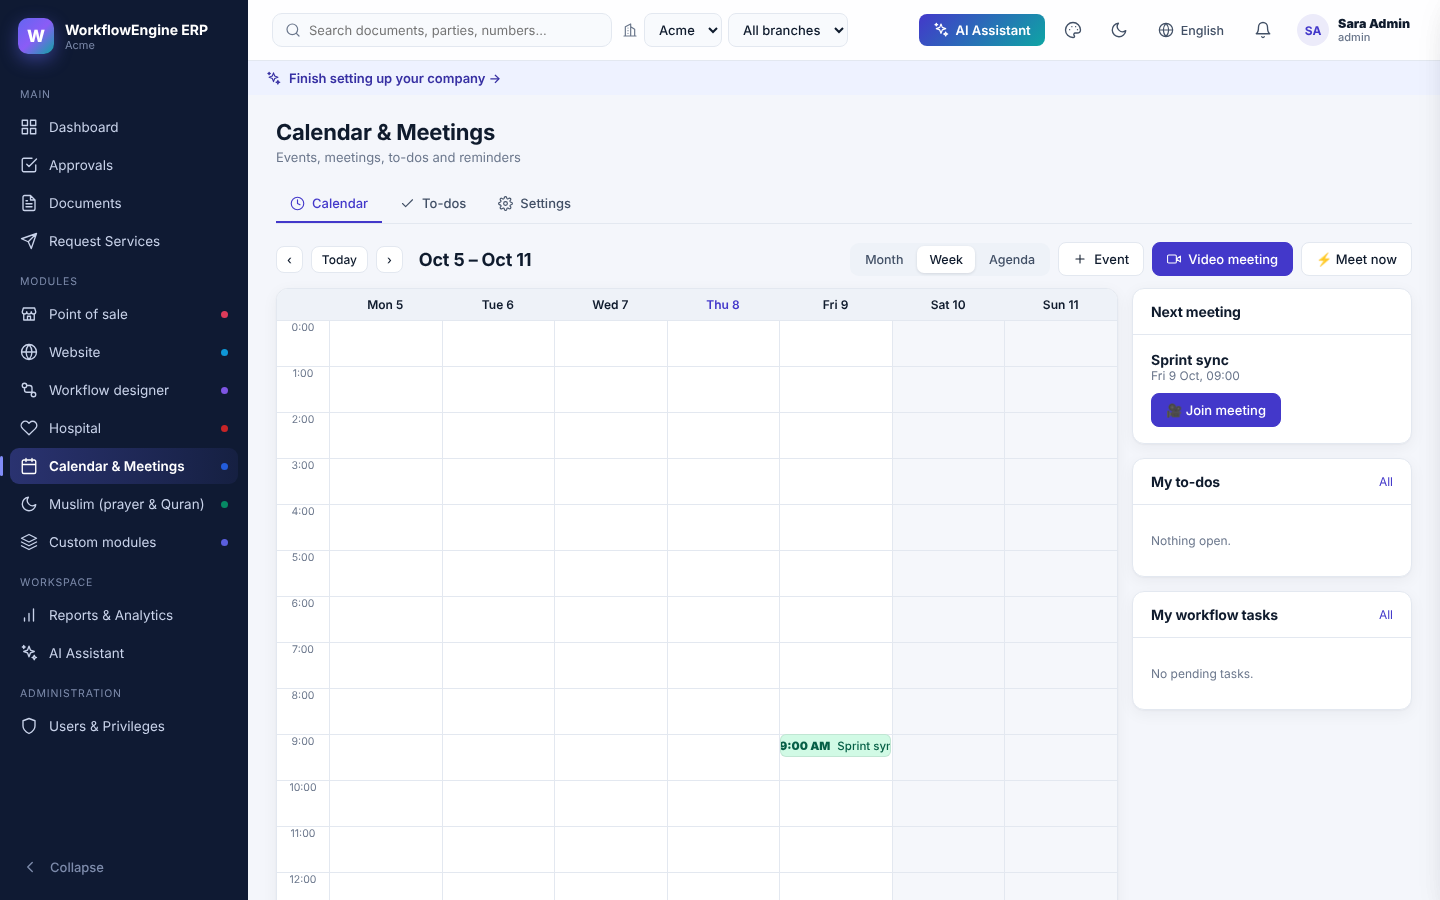 W
WorkflowEngine ERP
Acme
MAIN
Dashboard
Approvals
Documents
Request Services
MODULES
Point of sale
Website
Workflow designer
Hospital
Calendar & Meetings
Muslim (prayer & Quran)
Custom modules
WORKSPACE
Reports & Analytics
AI Assistant
ADMINISTRATION
Users & Privileges
Collapse
Search documents, parties, numbers...
Acme
All branches
AI Assistant
English
SA
Sara Admin
admin
Finish setting up your company →
Calendar & Meetings
Events, meetings, to-dos and reminders
Calendar
To-dos
Settings
‹
Today
›
Oct 5 – Oct 11
Month
Week
Agenda
+ Event
Video meeting
⚡ Meet now
Mon 5
Tue 6
Wed 7
Thu 8
Fri 9
Sat 10
Sun 11
0:00
1:00
2:00
3:00
4:00
5:00
6:00
7:00
8:00
9:00
9:00 AM Sprint syn
10:00
11:00
12:00
Next meeting
Sprint sync
Fri 9 Oct, 09:00
🎥 Join meeting
My to-dos
All
Nothing open.
My workflow tasks
All
No pending tasks.